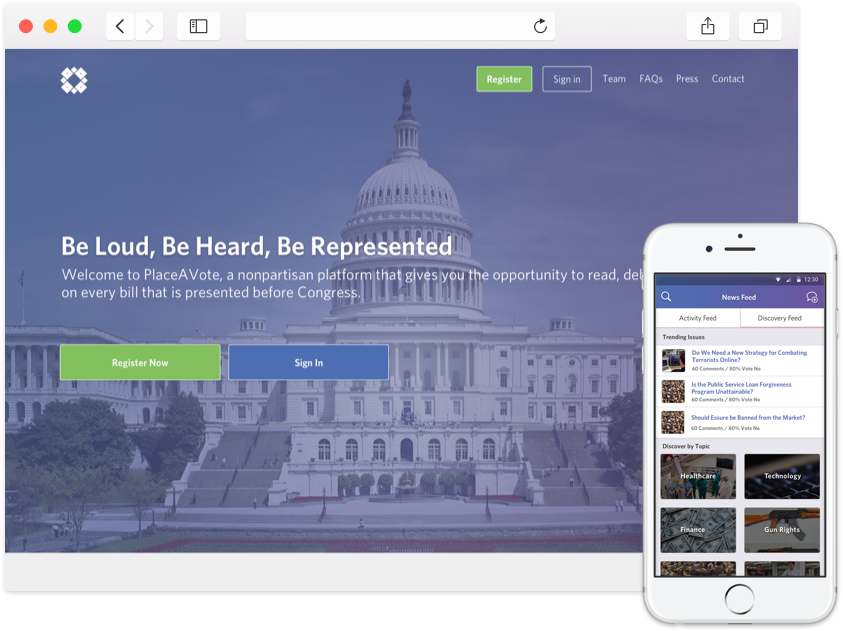 Register
Sign in
Team
FAQs
Press
Contact
Be Loud, Be Heard, Be Represented
Welcome to PlaceAVote, a nonpartisan platform that gives you the opportunity to read,
on every bill that is presented before Congress.
Register Now
Sign In
12:30
News Feed
Activity Feed
Discovery Feed
Trending Issues
Do We Need a New Strategy for Combating
Terrorists Online?
60 Comments / 80% Vote No
Is the Public Service Loan Forgiveness
Program Unattainable?
60 Comments / 80% Vote No
Should Essure be Banned from the Market?
60 Comments / 80% Vote No
Discover by Topic
Healthcare
Technology
Finance
Gun Rights